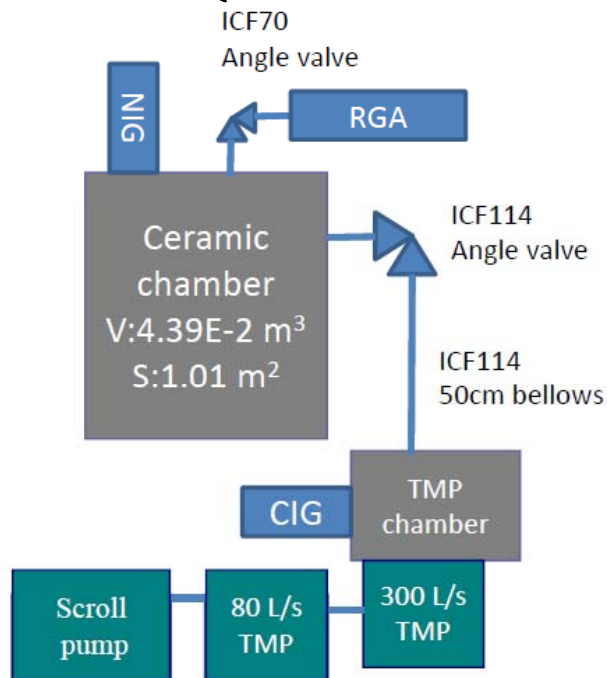 ICF70
Angle valve
NIG
RGA
Ceramic
chamber
V:4.39E-2 m³
S:1.01 m²
ICF114
Angle valve
ICF114
50cm bellows
TMP
chamber
CIG
Scroll
pump
80 L/s
TMP
300 L/s
TMP